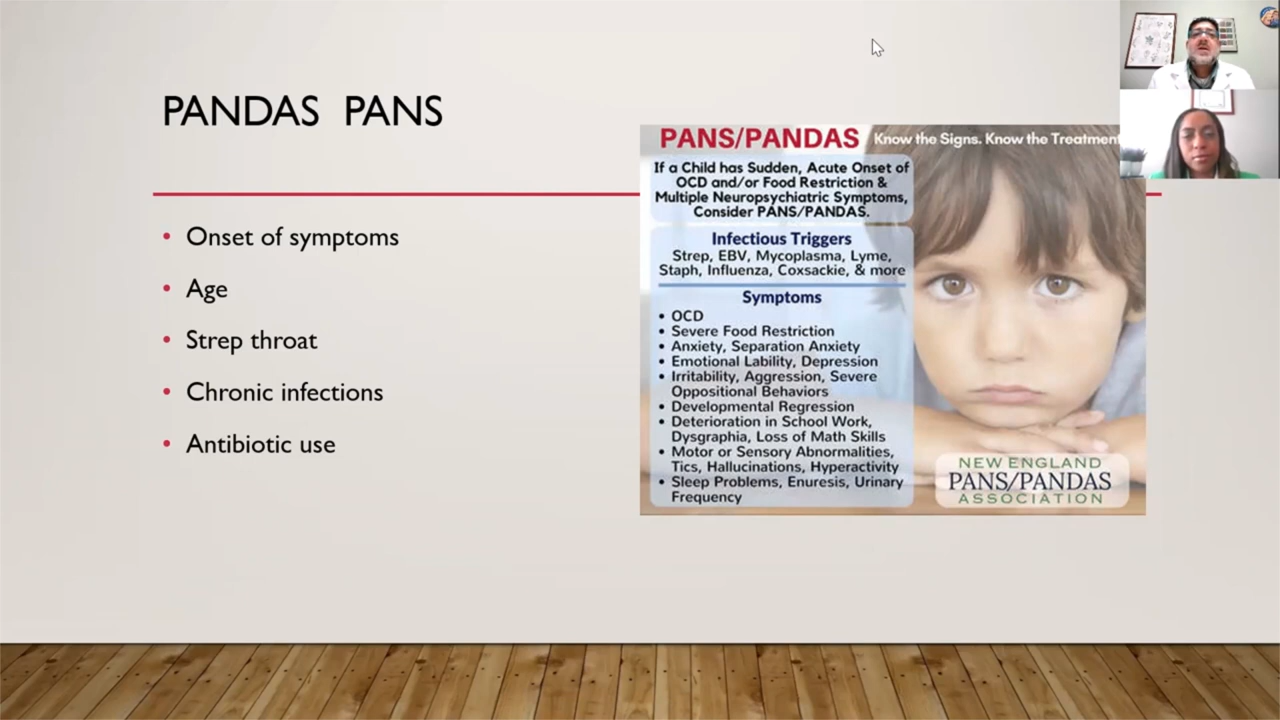 PANDAS PANS
• Onset of symptoms
• Age
• Strep throat
• Chronic infections
• Antibiotic use
PANS/PANDAS Know the Signs. Know the Treatment
If a Child has Sudden, Acute Onset of
OCD and/or Food Restriction &
Multiple Neuropsychiatric Symptoms,
Consider PANS/PANDAS.
Infectious Triggers
Strep, EBV, Mycoplasma, Lyme,
Staph, Influenza, Coxsackie, & more
Symptoms
• OCD
• Severe Food Restriction
• Anxiety, Separation Anxiety
• Emotional Lability, Depression
• Irritability, Aggression, Severe
Oppositional Behaviors
• Developmental Regression
• Deterioration in School Work,
Dysgraphia, Loss of Math Skills
• Motor or Sensory Abnormalities,
Tics, Hallucinations, Hyperactivity
• Sleep Problems, Enuresis, Urinary
Frequency
NEW ENGLAND
PANS/PANDAS
ASSOCIATION